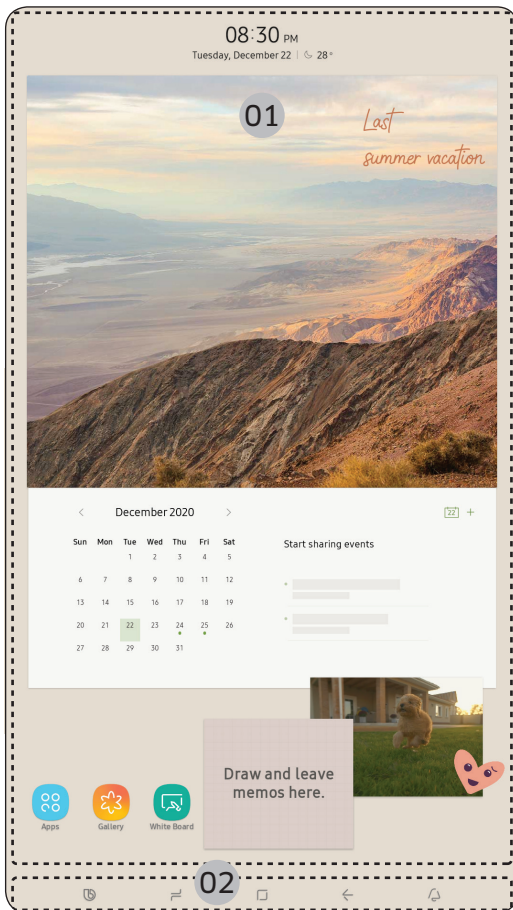 08:30 PM
Tuesday, December 22 | 28°
01
Last
summer vacation
December 2020
22 +
Sun Mon Tue Wed Thu Fri Sat
1 2 3 4 5
6 7 8 9 10 11 12
13 14 15 16 17 18 19
20 21 22 23 24 25 26
27 28 29 30 31
Start sharing events
Draw and leave
memos here.
Apps
Gallery
White Board
02